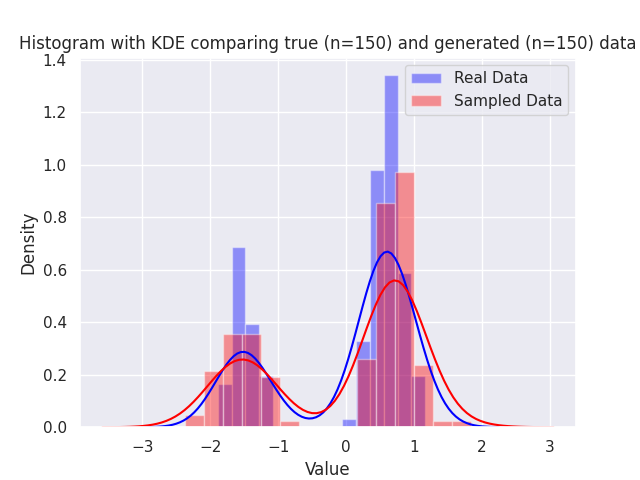 Histogram with KDE comparing true (n=150) and generated (n=150) data
Real Data
Sampled Data
Density
1.4
1.2
1.0
0.8
0.6
0.4
0.2
0.0
−3 −2 −1 0 1 2 3
Value